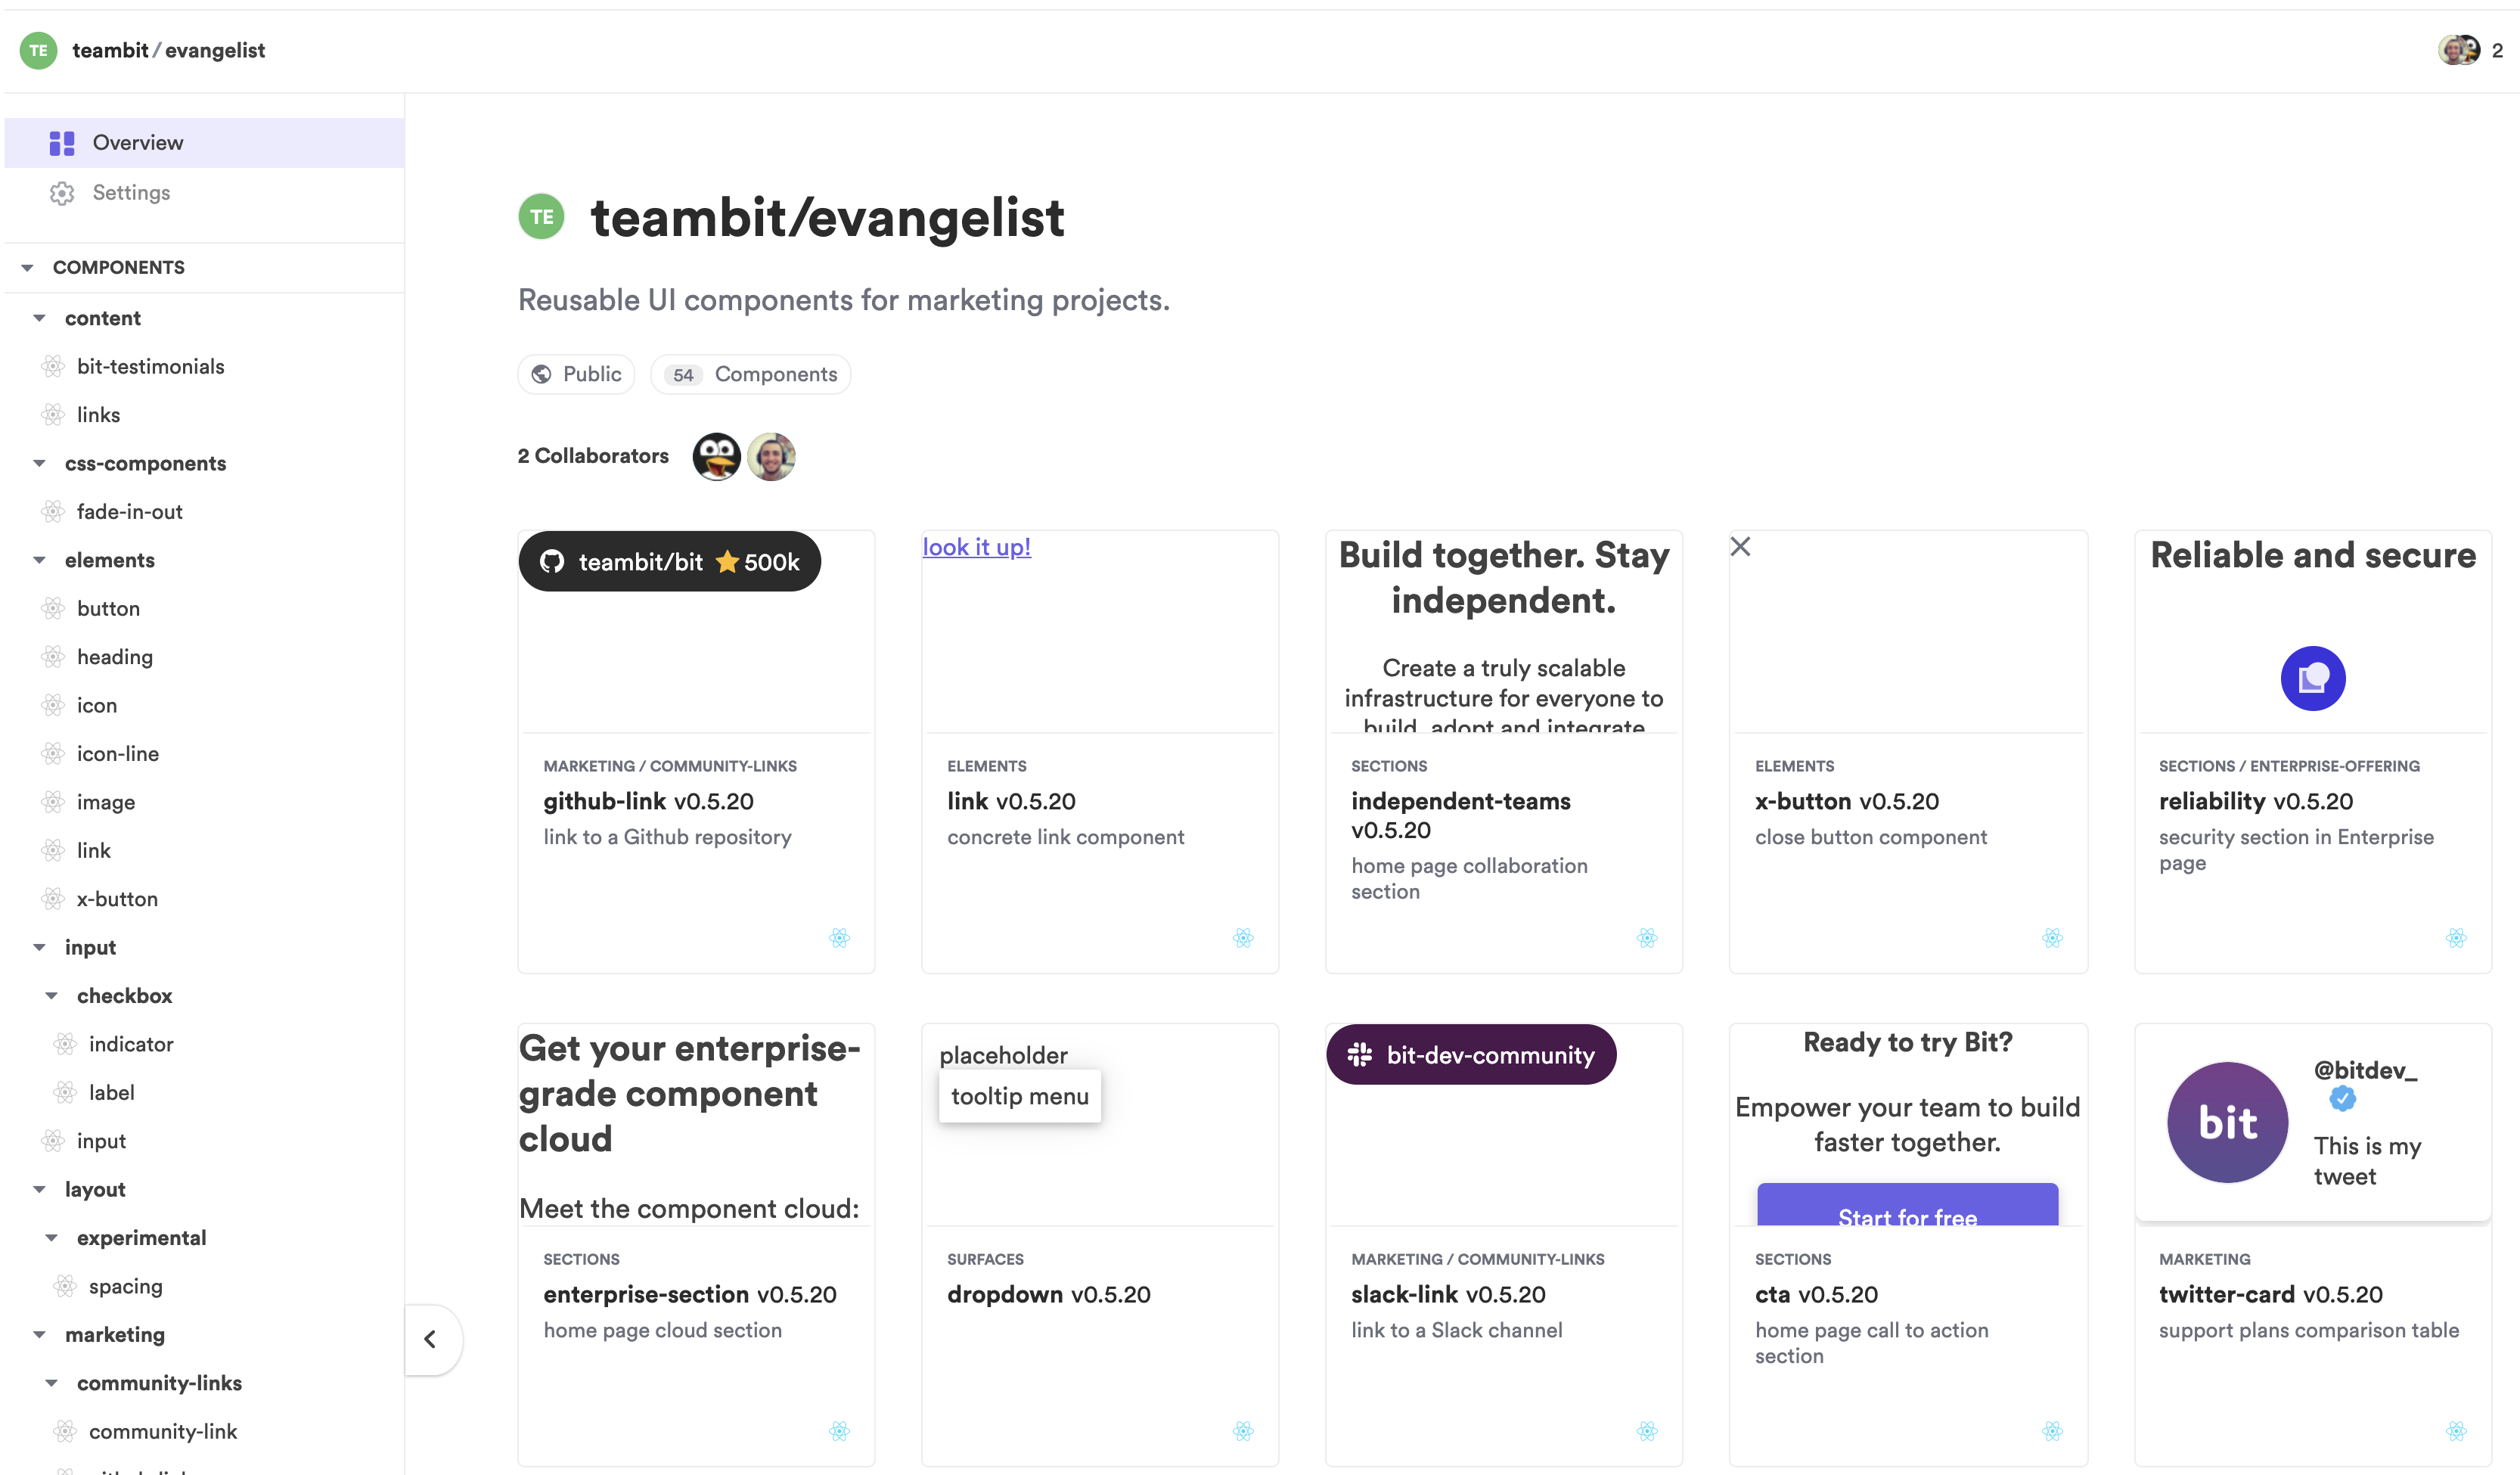 TE teambit/evangelist
2
Overview
Settings
COMPONENTS
content
bit-testimonials
links
css-components
fade-in-out
elements
button
heading
icon
icon-line
image
link
x-button
input
checkbox
indicator
label
input
layout
experimental
spacing
marketing
community-links
community-link
TE teambit/evangelist
Reusable UI components for marketing projects.
Public
54 Components
2 Collaborators
teambit/bit 500k
MARKETING / COMMUNITY-LINKS
github-link v0.5.20
link to a Github repository
look it up!
ELEMENTS
link v0.5.20
concrete link component
Build together. Stay
independent.
Create a truly scalable
infrastructure for everyone to
build, adopt and integrate
SECTIONS
independent-teams
v0.5.20
home page collaboration
section
ELEMENTS
x-button v0.5.20
close button component
Reliable and secure
SECTIONS / ENTERPRISE-OFFERING
reliability v0.5.20
security section in Enterprise
page
Get your enterprise-
grade component
cloud
Meet the component cloud:
SECTIONS
enterprise-section v0.5.20
home page cloud section
placeholder
tooltip menu
SURFACES
dropdown v0.5.20
bit-dev-community
MARKETING / COMMUNITY-LINKS
slack-link v0.5.20
link to a Slack channel
Ready to try Bit?
Empower your team to build
faster together.
Start for free
SECTIONS
cta v0.5.20
home page call to action
section
bit
@bitdev_
This is my
tweet
MARKETING
twitter-card v0.5.20
support plans comparison table